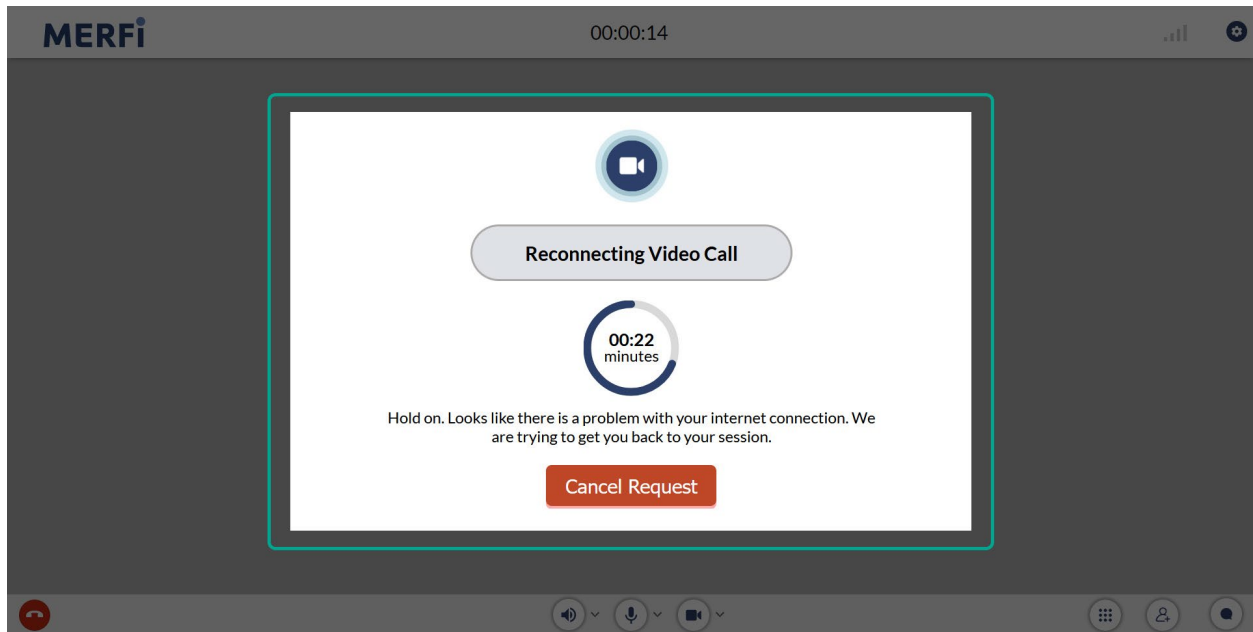 MERFi
00:00:14
Reconnecting Video Call
00:22
minutes
Hold on. Looks like there is a problem with your internet connection. We
are trying to get you back to your session.
Cancel Request